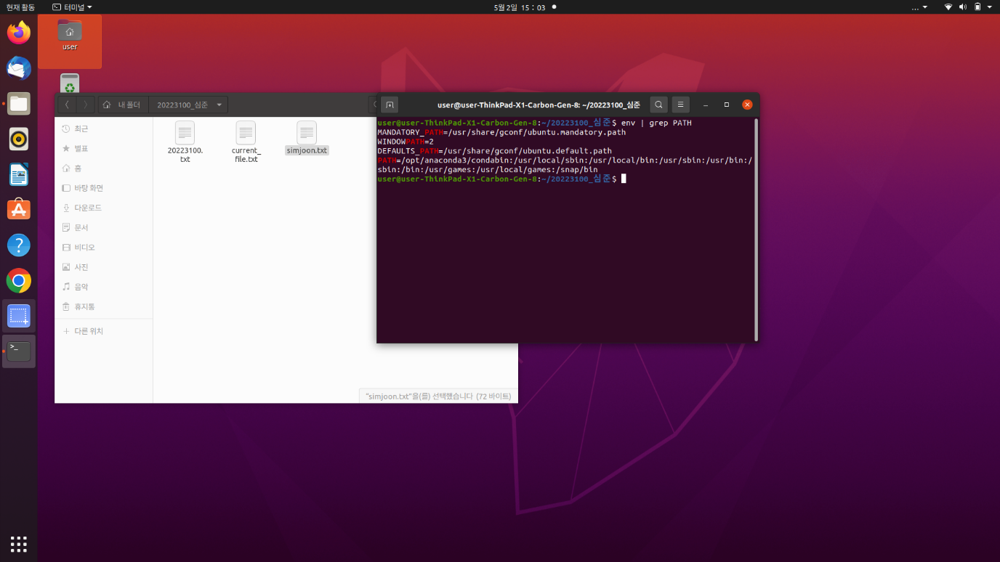 현재 활동
터미널
5월 2일 15 : 03
...
user
내 폴더
20223100_심준
최근
별표
홈
바탕 화면
다운로드
문서
비디오
사진
음악
휴지통
다른 위치
20223100.
txt
current_
file.txt
simjoon.txt
"simjoon.txt"을(를) 선택했습니다 (72 바이트)
user@user-ThinkPad-X1-Carbon-Gen-8: ~/20223100_심준
user@user-ThinkPad-X1-Carbon-Gen-8:~/20223100_심준$ env | grep PATH
MANDATORY_PATH=/usr/share/gconf/ubuntu.mandatory.path
WINDOWPATH=2
DEFAULTS_PATH=/usr/share/gconf/ubuntu.default.path
PATH=/opt/anaconda3/condabin:/usr/local/sbin:/usr/local/bin:/usr/sbin:/usr/bin:/
sbin:/bin:/usr/games:/usr/local/games:/snap/bin
user@user-ThinkPad-X1-Carbon-Gen-8:~/20223100_심준$